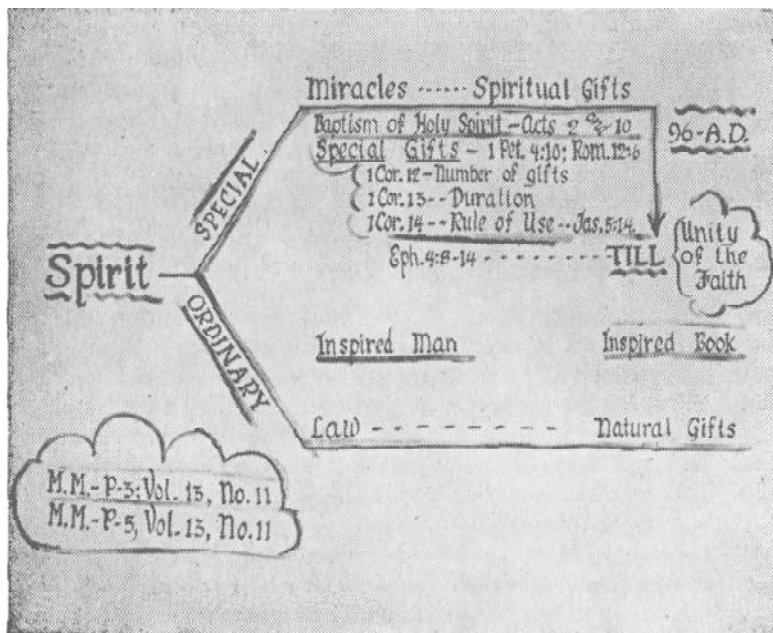 Miracles ------ Spiritual Gifts
Baptism of Holy Spirit - Acts 2 & 10
96-A.D.
Special Gifts - 1 Pet. 4:10; Rom. 12:6
1 Cor. 12 - Number of gifts
1 Cor. 13 -- Duration
1 Cor. 14 -- Rule of Use -- Jas. 5:14
Eph. 4:8-14 - - - - - - - - TILL
Unity
of the
Faith
SPECIAL
Spirit
ORDINARY
Inspired Man
Inspired Book
Law - - - - - - - - Natural Gifts
M.M. - P-3; Vol. 13, No. 11
M.M. - P-5, Vol. 13, No. 11